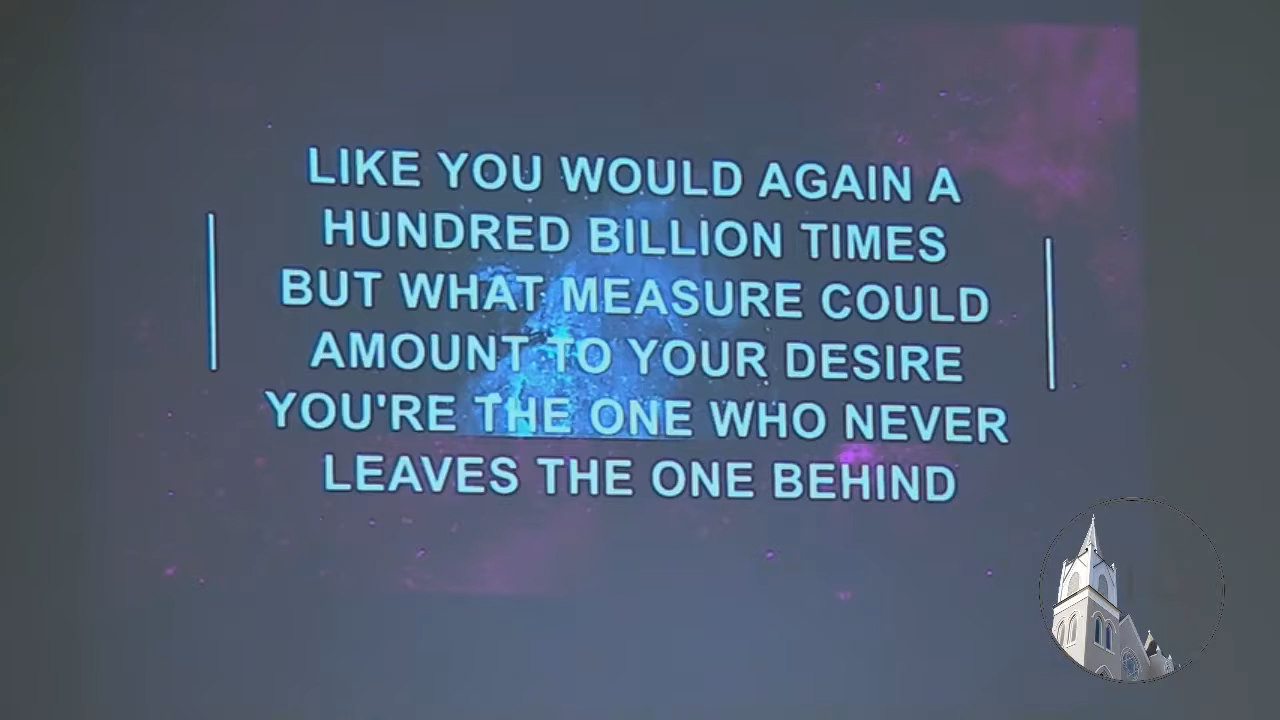 LIKE YOU WOULD AGAIN A
HUNDRED BILLION TIMES
BUT WHAT MEASURE COULD
AMOUNT TO YOUR DESIRE
YOU'RE THE ONE WHO NEVER
LEAVES THE ONE BEHIND